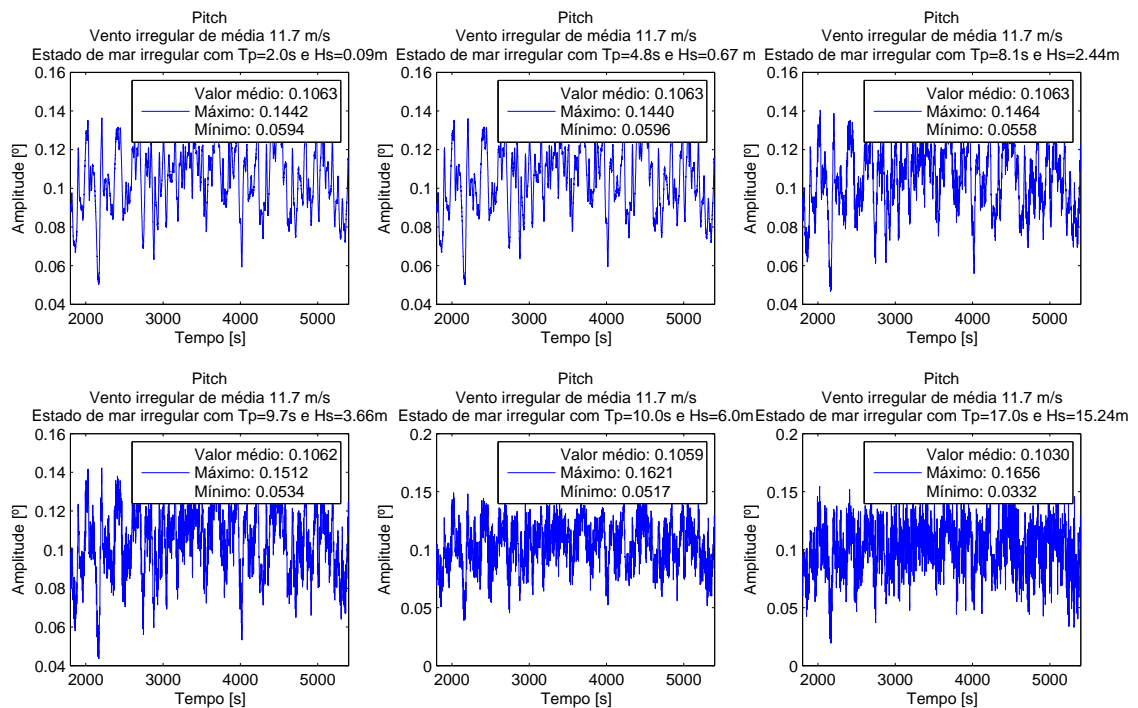 Pitch
Vento irregular de média 11.7 m/s
Estado de mar irregular com Tp=2.0s e Hs=0.09m
0.16
0.14
0.12
0.1
0.08
0.06
0.04
Amplitude [º]
Valor médio: 0.1063
Máximo: 0.1442
Mínimo: 0.0594
2000
3000
4000
5000
Tempo [s]
Pitch
Vento irregular de média 11.7 m/s
Estado de mar irregular com Tp=4.8s e Hs=0.67 m
0.16
0.14
0.12
0.1
0.08
0.06
0.04
Amplitude [º]
Valor médio: 0.1063
Máximo: 0.1440
Mínimo: 0.0596
2000
3000
4000
5000
Tempo [s]
Pitch
Vento irregular de média 11.7 m/s
Estado de mar irregular com Tp=8.1s e Hs=2.44m
0.16
0.14
0.12
0.1
0.08
0.06
0.04
Amplitude [º]
Valor médio: 0.1063
Máximo: 0.1464
Mínimo: 0.0558
2000
3000
4000
5000
Tempo [s]
Pitch
Vento irregular de média 11.7 m/s
Estado de mar irregular com Tp=9.7s e Hs=3.66m
0.16
0.14
0.12
0.1
0.08
0.06
0.04
Amplitude [º]
Valor médio: 0.1062
Máximo: 0.1512
Mínimo: 0.0534
2000
3000
4000
5000
Tempo [s]
Pitch
Vento irregular de média 11.7 m/s
Estado de mar irregular com Tp=10.0s e Hs=6.0m
0.2
0.15
0.1
0.05
0
Amplitude [º]
Valor médio: 0.1059
Máximo: 0.1621
Mínimo: 0.0517
2000
3000
4000
5000
Tempo [s]
Pitch
Vento irregular de média 11.7 m/s
Estado de mar irregular com Tp=17.0s e Hs=15.24m
0.2
0.15
0.1
0.05
0
Amplitude [º]
Valor médio: 0.1030
Máximo: 0.1656
Mínimo: 0.0332
2000
3000
4000
5000
Tempo [s]